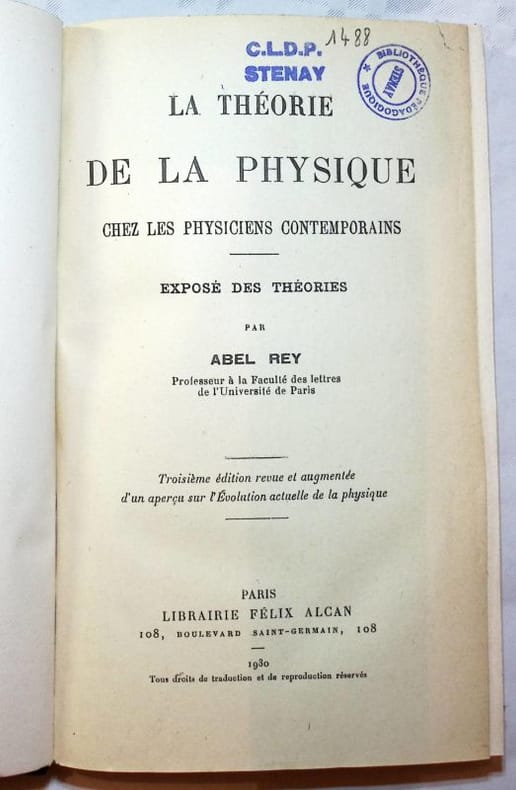 C.L.D.P.
STENAY
1488
BIBLIOTHÈQUE PÉDAGOGIQUE
STENAY
LA THÉORIE
DE LA PHYSIQUE
CHEZ LES PHYSICIENS CONTEMPORAINS
EXPOSÉ DES THÉORIES
PAR
ABEL REY
Professeur à la Faculté des lettres
de l'Université de Paris
Troisième édition revue et augmentée
d'un aperçu sur l'Évolution actuelle de la physique
PARIS
LIBRAIRIE FÉLIX ALCAN
108, BOULEVARD SAINT-GERMAIN, 108
1930
Tous droits de traduction et de reproduction réservés